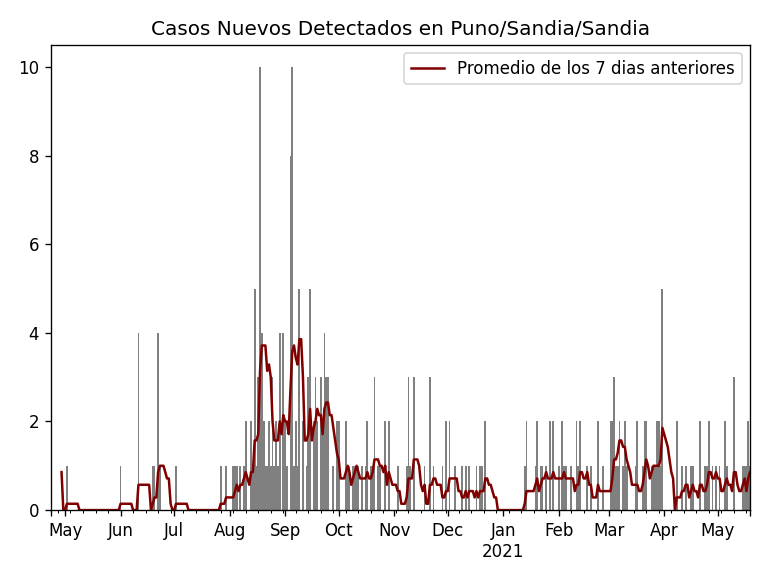 Casos Nuevos Detectados en Puno/Sandia/Sandia
Promedio de los 7 dias anteriores
10
8
6
4
2
0
May Jun Jul Aug Sep Oct Nov Dec Jan Feb Mar Apr May
2021